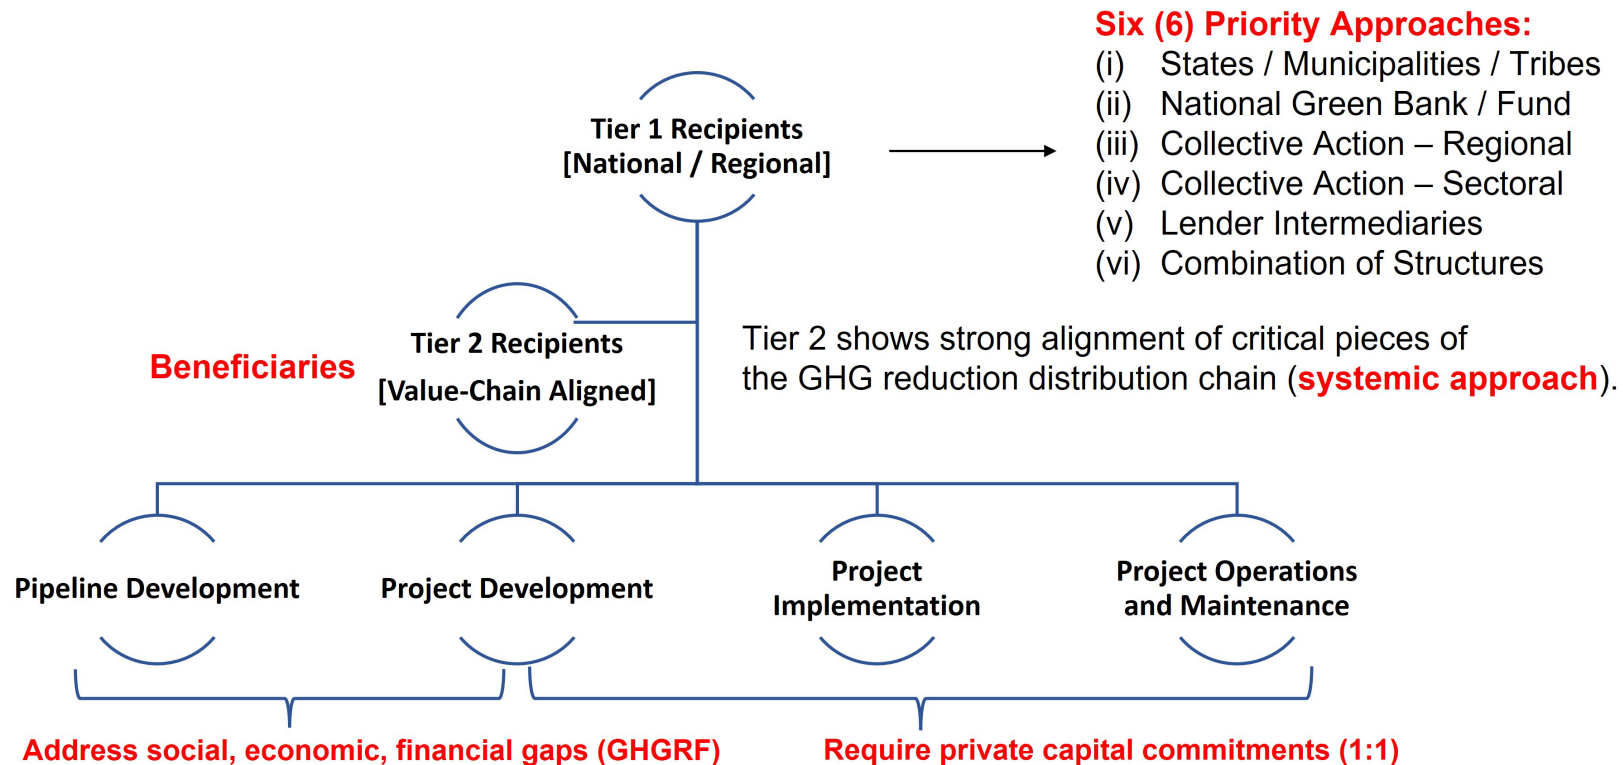 Six (6) Priority Approaches:
(i) States / Municipalities / Tribes
(ii) National Green Bank / Fund
(iii) Collective Action – Regional
(iv) Collective Action – Sectoral
(v) Lender Intermediaries
(vi) Combination of Structures
Tier 1 Recipients
[National / Regional]
Beneficiaries
Tier 2 Recipients
[Value-Chain Aligned]
Tier 2 shows strong alignment of critical pieces of
the GHG reduction distribution chain (systemic approach).
Pipeline Development
Project Development
Project
Implementation
Project Operations
and Maintenance
Address social, economic, financial gaps (GHGRF)
Require private capital commitments (1:1)